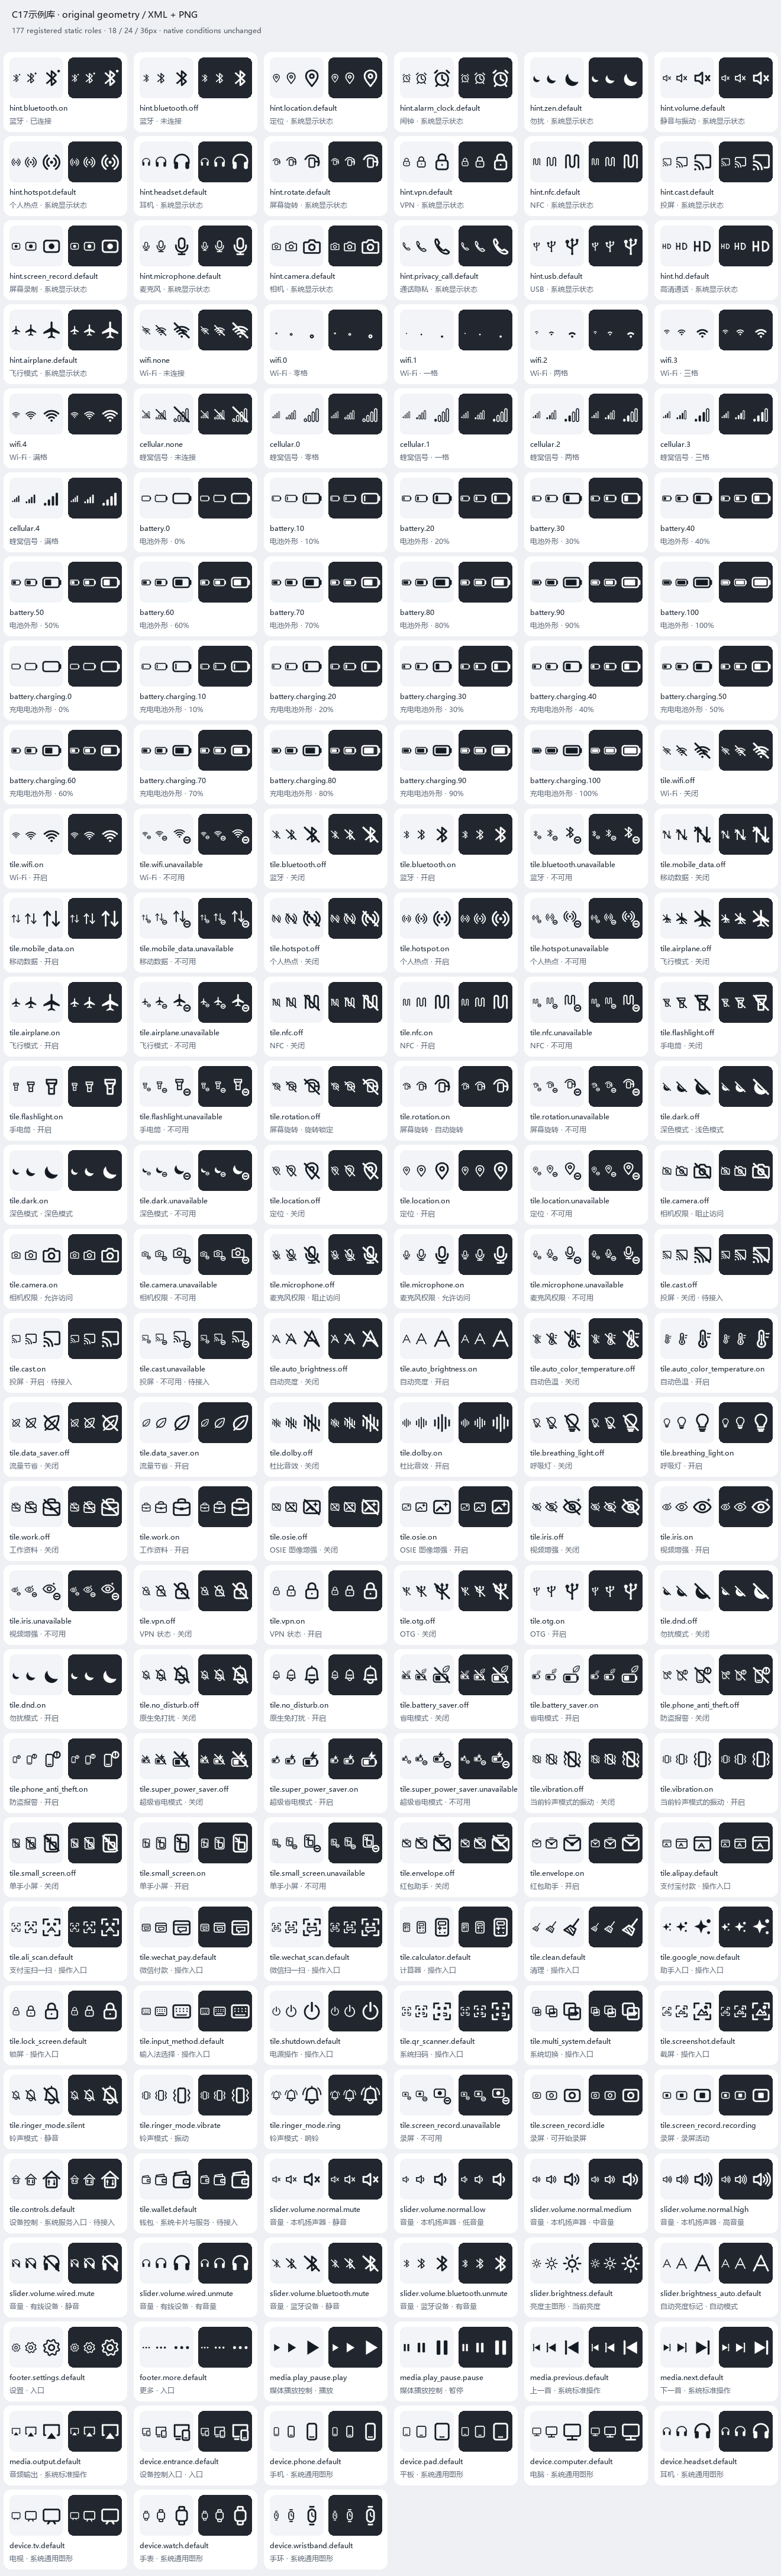 C17示例库 · original geometry / XML + PNG
177 registered static roles · 18 / 24 / 36px · native conditions unchanged
hint.bluetooth.on
蓝牙 · 已连接
hint.bluetooth.off
蓝牙 · 未连接
hint.location.default
定位 · 系统显示状态
hint.alarm_clock.default
闹钟 · 系统显示状态
hint.zen.default
勿扰 · 系统显示状态
hint.volume.default
静音与振动 · 系统显示状态
hint.hotspot.default
个人热点 · 系统显示状态
hint.headset.default
耳机 · 系统显示状态
hint.rotate.default
屏幕旋转 · 系统显示状态
hint.vpn.default
VPN · 系统显示状态
hint.nfc.default
NFC · 系统显示状态
hint.cast.default
投屏 · 系统显示状态
hint.screen_record.default
屏幕录制 · 系统显示状态
hint.microphone.default
麦克风 · 系统显示状态
hint.camera.default
相机 · 系统显示状态
hint.privacy_call.default
通话隐私 · 系统显示状态
hint.usb.default
USB · 系统显示状态
HD HD HD HD HD HD
hint.hd.default
高清通话 · 系统显示状态
hint.airplane.default
飞行模式 · 系统显示状态
wifi.none
Wi-Fi · 未连接
wifi.0
Wi-Fi · 零格
wifi.1
Wi-Fi · 一格
wifi.2
Wi-Fi · 两格
wifi.3
Wi-Fi · 三格
wifi.4
Wi-Fi · 满格
cellular.none
蜂窝信号 · 未连接
cellular.0
蜂窝信号 · 零格
cellular.1
蜂窝信号 · 一格
cellular.2
蜂窝信号 · 两格
cellular.3
蜂窝信号 · 三格
cellular.4
蜂窝信号 · 满格
battery.0
电池外形 · 0%
battery.10
电池外形 · 10%
battery.20
电池外形 · 20%
battery.30
电池外形 · 30%
battery.40
电池外形 · 40%
battery.50
电池外形 · 50%
battery.60
电池外形 · 60%
battery.70
电池外形 · 70%
battery.80
电池外形 · 80%
battery.90
电池外形 · 90%
battery.100
电池外形 · 100%
battery.charging.0
充电电池外形 · 0%
battery.charging.10
充电电池外形 · 10%
battery.charging.20
充电电池外形 · 20%
battery.charging.30
充电电池外形 · 30%
battery.charging.40
充电电池外形 · 40%
battery.charging.50
充电电池外形 · 50%
battery.charging.60
充电电池外形 · 60%
battery.charging.70
充电电池外形 · 70%
battery.charging.80
充电电池外形 · 80%
battery.charging.90
充电电池外形 · 90%
battery.charging.100
充电电池外形 · 100%
tile.wifi.off
Wi-Fi · 关闭
tile.wifi.on
Wi-Fi · 开启
tile.wifi.unavailable
Wi-Fi · 不可用
tile.bluetooth.off
蓝牙 · 关闭
tile.bluetooth.on
蓝牙 · 开启
tile.bluetooth.unavailable
蓝牙 · 不可用
tile.mobile_data.off
移动数据 · 关闭
tile.mobile_data.on
移动数据 · 开启
tile.mobile_data.unavailable
移动数据 · 不可用
tile.hotspot.off
个人热点 · 关闭
tile.hotspot.on
个人热点 · 开启
tile.hotspot.unavailable
个人热点 · 不可用
tile.airplane.off
飞行模式 · 关闭
tile.airplane.on
飞行模式 · 开启
tile.airplane.unavailable
飞行模式 · 不可用
tile.nfc.off
NFC · 关闭
tile.nfc.on
NFC · 开启
tile.nfc.unavailable
NFC · 不可用
tile.flashlight.off
手电筒 · 关闭
tile.flashlight.on
手电筒 · 开启
tile.flashlight.unavailable
手电筒 · 不可用
tile.rotation.off
屏幕旋转 · 旋转锁定
tile.rotation.on
屏幕旋转 · 自动旋转
tile.rotation.unavailable
屏幕旋转 · 不可用
tile.dark.off
深色模式 · 浅色模式
tile.dark.on
深色模式 · 深色模式
tile.dark.unavailable
深色模式 · 不可用
tile.location.off
定位 · 关闭
tile.location.on
定位 · 开启
tile.location.unavailable
定位 · 不可用
tile.camera.off
相机权限 · 阻止访问
tile.camera.on
相机权限 · 允许访问
tile.camera.unavailable
相机权限 · 不可用
tile.microphone.off
麦克风权限 · 阻止访问
tile.microphone.on
麦克风权限 · 允许访问
tile.microphone.unavailable
麦克风权限 · 不可用
tile.cast.off
投屏 · 关闭 · 待接入
tile.cast.on
投屏 · 开启 · 待接入
tile.cast.unavailable
投屏 · 不可用 · 待接入
tile.auto_brightness.off
自动亮度 · 关闭
tile.auto_brightness.on
自动亮度 · 开启
tile.auto_color_temperature.off
自动色温 · 关闭
tile.auto_color_temperature.on
自动色温 · 开启
tile.data_saver.off
流量节省 · 关闭
tile.data_saver.on
流量节省 · 开启
tile.dolby.off
杜比音效 · 关闭
tile.dolby.on
杜比音效 · 开启
tile.breathing_light.off
呼吸灯 · 关闭
tile.breathing_light.on
呼吸灯 · 开启
tile.work.off
工作资料 · 关闭
tile.work.on
工作资料 · 开启
tile.osie.off
OSIE 图像增强 · 关闭
tile.osie.on
OSIE 图像增强 · 开启
tile.iris.off
视频增强 · 关闭
tile.iris.on
视频增强 · 开启
tile.iris.unavailable
视频增强 · 不可用
tile.vpn.off
VPN 状态 · 关闭
tile.vpn.on
VPN 状态 · 开启
tile.otg.off
OTG · 关闭
tile.otg.on
OTG · 开启
tile.dnd.off
勿扰模式 · 关闭
tile.dnd.on
勿扰模式 · 开启
tile.no_disturb.off
原生免打扰 · 关闭
tile.no_disturb.on
原生免打扰 · 开启
tile.battery_saver.off
省电模式 · 关闭
tile.battery_saver.on
省电模式 · 开启
tile.phone_anti_theft.off
防盗报警 · 关闭
tile.phone_anti_theft.on
防盗报警 · 开启
tile.super_power_saver.off
超级省电模式 · 关闭
tile.super_power_saver.on
超级省电模式 · 开启
tile.super_power_saver.unavailable
超级省电模式 · 不可用
tile.vibration.off
当前铃声模式的振动 · 关闭
tile.vibration.on
当前铃声模式的振动 · 开启
tile.small_screen.off
单手小屏 · 关闭
tile.small_screen.on
单手小屏 · 开启
tile.small_screen.unavailable
单手小屏 · 不可用
tile.envelope.off
红包助手 · 关闭
tile.envelope.on
红包助手 · 开启
tile.alipay.default
支付宝付款 · 操作入口
tile.ali_scan.default
支付宝扫一扫 · 操作入口
tile.wechat_pay.default
微信付款 · 操作入口
tile.wechat_scan.default
微信扫一扫 · 操作入口
tile.calculator.default
计算器 · 操作入口
tile.clean.default
清理 · 操作入口
tile.google_now.default
助手入口 · 操作入口
tile.lock_screen.default
锁屏 · 操作入口
tile.input_method.default
输入法选择 · 操作入口
tile.shutdown.default
电源操作 · 操作入口
tile.qr_scanner.default
系统扫码 · 操作入口
tile.multi_system.default
系统切换 · 操作入口
tile.screenshot.default
截屏 · 操作入口
tile.ringer_mode.silent
铃声模式 · 静音
tile.ringer_mode.vibrate
铃声模式 · 振动
tile.ringer_mode.ring
铃声模式 · 响铃
tile.screen_record.unavailable
录屏 · 不可用
tile.screen_record.idle
录屏 · 可开始录屏
tile.screen_record.recording
录屏 · 录屏活动
tile.controls.default
设备控制 · 系统服务入口 · 待接入
tile.wallet.default
钱包 · 系统卡片与服务 · 待接入
slider.volume.normal.mute
音量 · 本机扬声器 · 静音
slider.volume.normal.low
音量 · 本机扬声器 · 低音量
slider.volume.normal.medium
音量 · 本机扬声器 · 中音量
slider.volume.normal.high
音量 · 本机扬声器 · 高音量
slider.volume.wired.mute
音量 · 有线设备 · 静音
slider.volume.wired.unmute
音量 · 有线设备 · 有音量
slider.volume.bluetooth.mute
音量 · 蓝牙设备 · 静音
slider.volume.bluetooth.unmute
音量 · 蓝牙设备 · 有音量
slider.brightness.default
亮度主图形 · 当前亮度
slider.brightness_auto.default
自动亮度标记 · 自动模式
footer.settings.default
设置 · 入口
footer.more.default
更多 · 入口
media.play_pause.play
媒体播放控制 · 播放
media.play_pause.pause
媒体播放控制 · 暂停
media.previous.default
上一首 · 系统标准操作
media.next.default
下一首 · 系统标准操作
media.output.default
音频输出 · 系统标准操作
device.entrance.default
设备控制入口 · 入口
device.phone.default
手机 · 系统通用图形
device.pad.default
平板 · 系统通用图形
device.computer.default
电脑 · 系统通用图形
device.headset.default
耳机 · 系统通用图形
device.tv.default
电视 · 系统通用图形
device.watch.default
手表 · 系统通用图形
device.wristband.default
手环 · 系统通用图形